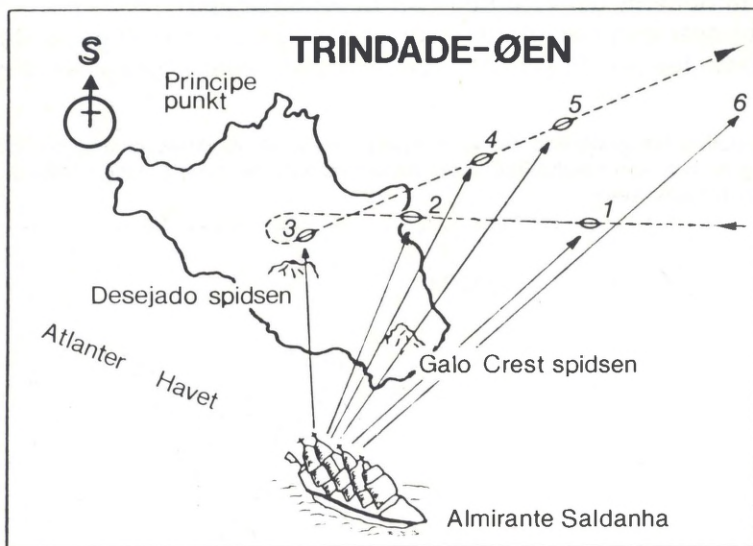 TRINDADE-ØEN
S
Principe
punkt
6
5
4
2
1
3
Desejado spidsen
Atlanter Havet
Galo Crest spidsen
Almirante Saldanha